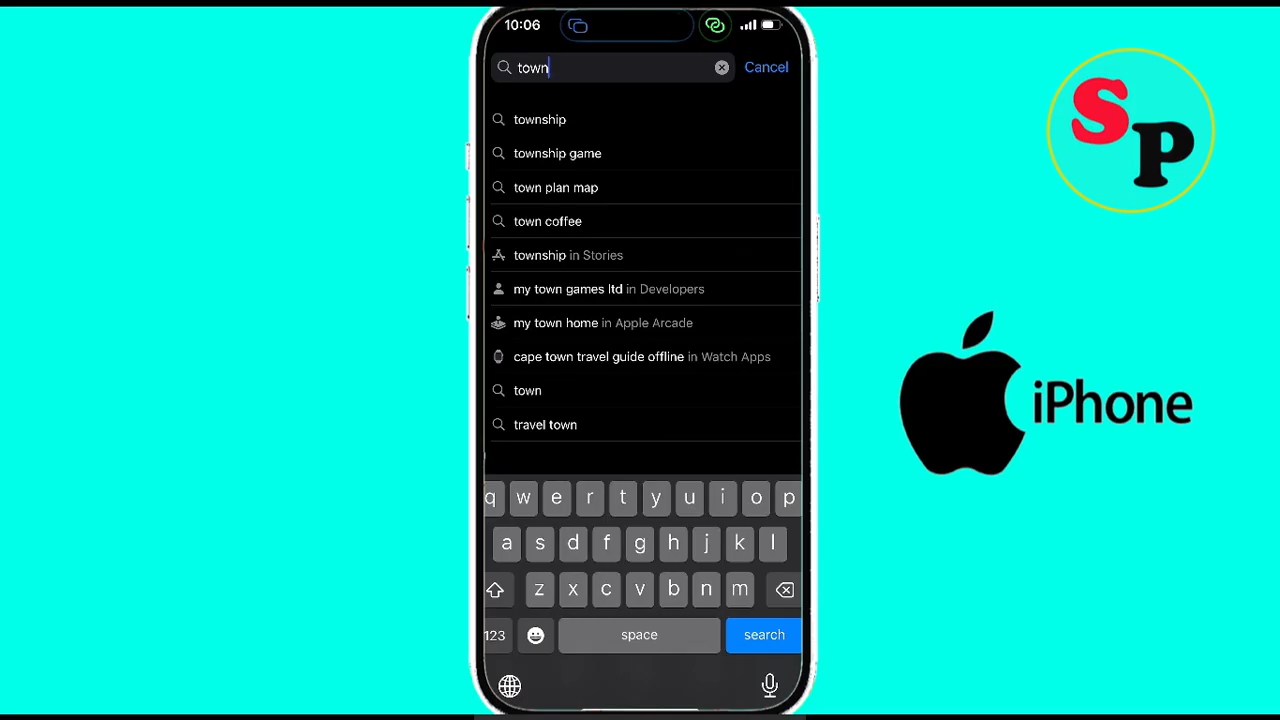 10:06
town
Cancel
township
township game
town plan map
town coffee
township in Stories
my town games ltd in Developers
my town home in Apple Arcade
cape town travel guide offline in Watch Apps
town
travel town
q w e r t y u i o p
a s d f g h j k l
z x c v b n m
123 space search
SP
iPhone